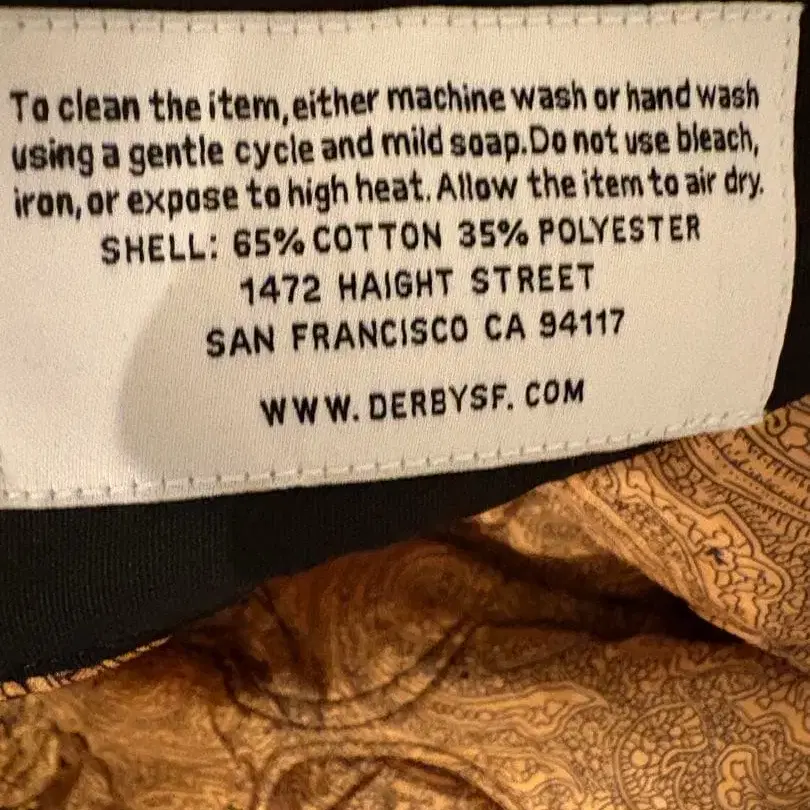 To clean the item, either machine wash or hand wash
using a gentle cycle and mild soap. Do not use bleach,
iron, or expose to high heat. Allow the item to air dry.
SHELL: 65% COTTON 35% POLYESTER
1472 HAIGHT STREET
SAN FRANCISCO CA 94117
WWW. DERBYSF. COM